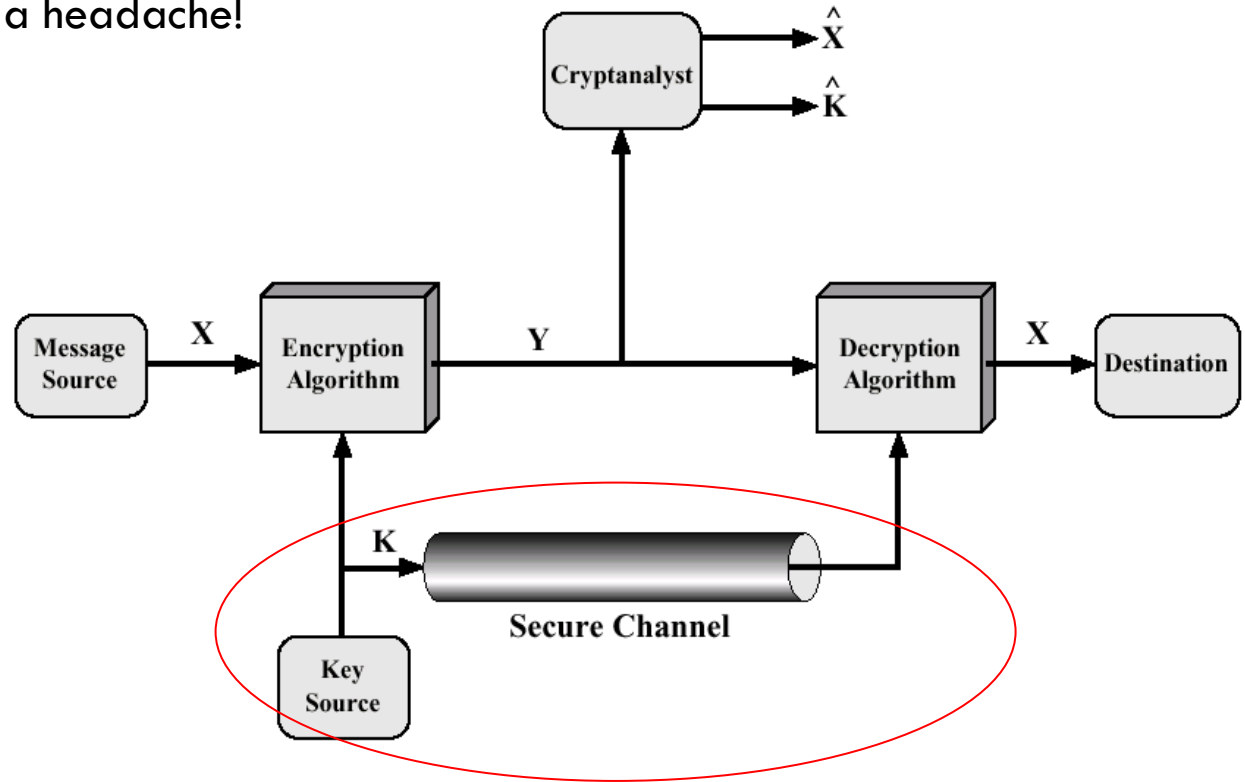 a headache!
X̂
Cryptanalyst
K̂
Message
Source
X
Encryption
Algorithm
Y
Decryption
Algorithm
X
Destination
K
Secure Channel
Key
Source